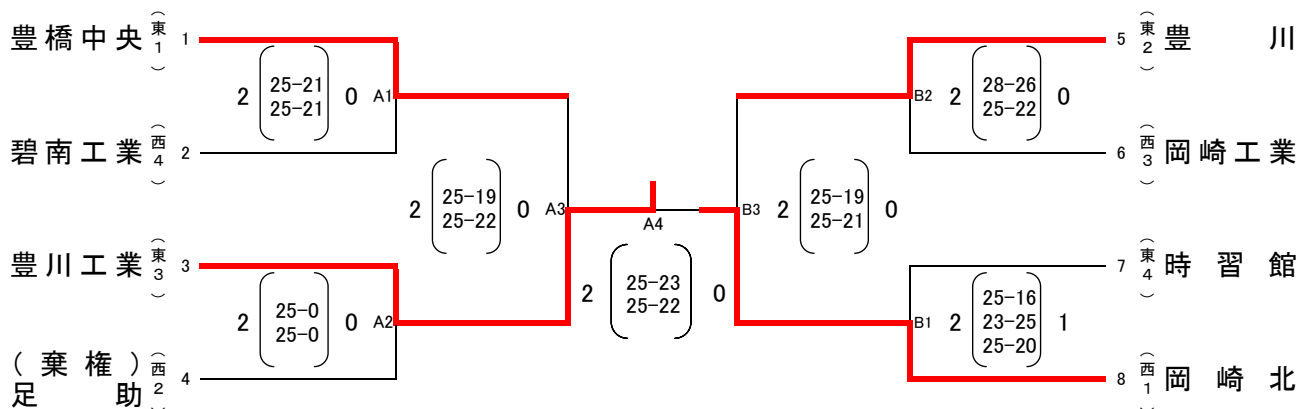 豊橋中央 （東1） 1
2 25-21 25-21 0 A1
碧南工業 （西4） 2
2 25-19 25-22 0 A3
豊川工業 （東3） 3
2 25-0 25-0 0 A2
（棄権）
足助 （西2） 4
A4
2 25-23 25-22 0
5 （東2） 豊川
B2 2 28-26 25-22 0
6 （西3） 岡崎工業
B3 2 25-19 25-21 0
7 （東4） 時習館
B1 2 25-16 23-25 25-20 1
8 （西1） 岡崎北